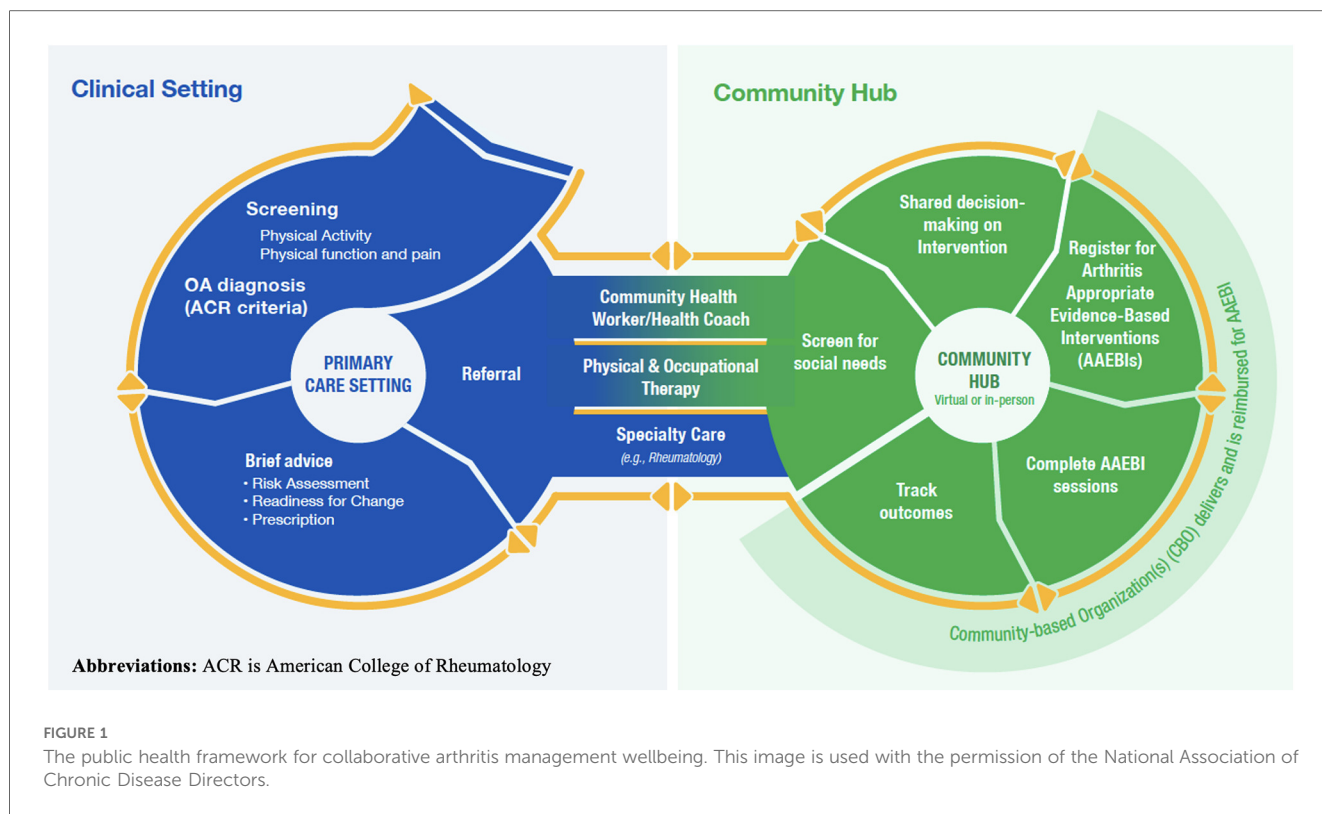 Clinical Setting
Screening
Physical Activity
Physical function and pain
OA diagnosis
(ACR criteria)
PRIMARY
CARE SETTING
Referral
Brief advice
• Risk Assessment
• Readiness for Change
• Prescription
Community Health
Worker/Health Coach
Physical & Occupational
Therapy
Specialty Care
(e.g., Rheumatology)
Community Hub
Screen for
social needs
Shared decision-
making on
Intervention
Register for
Arthritis
Appropriate
Evidence-Based
Interventions
(AAEBIs)
COMMUNITY
HUB
Virtual or in-person
Complete AAEBI
sessions
Track
outcomes
Community-based Organization(s) (CBO) delivers and is reimbursed for AAEBI
Abbreviations: ACR is American College of Rheumatology
FIGURE 1
The public health framework for collaborative arthritis management wellbeing. This image is used with the permission of the National Association of
Chronic Disease Directors.